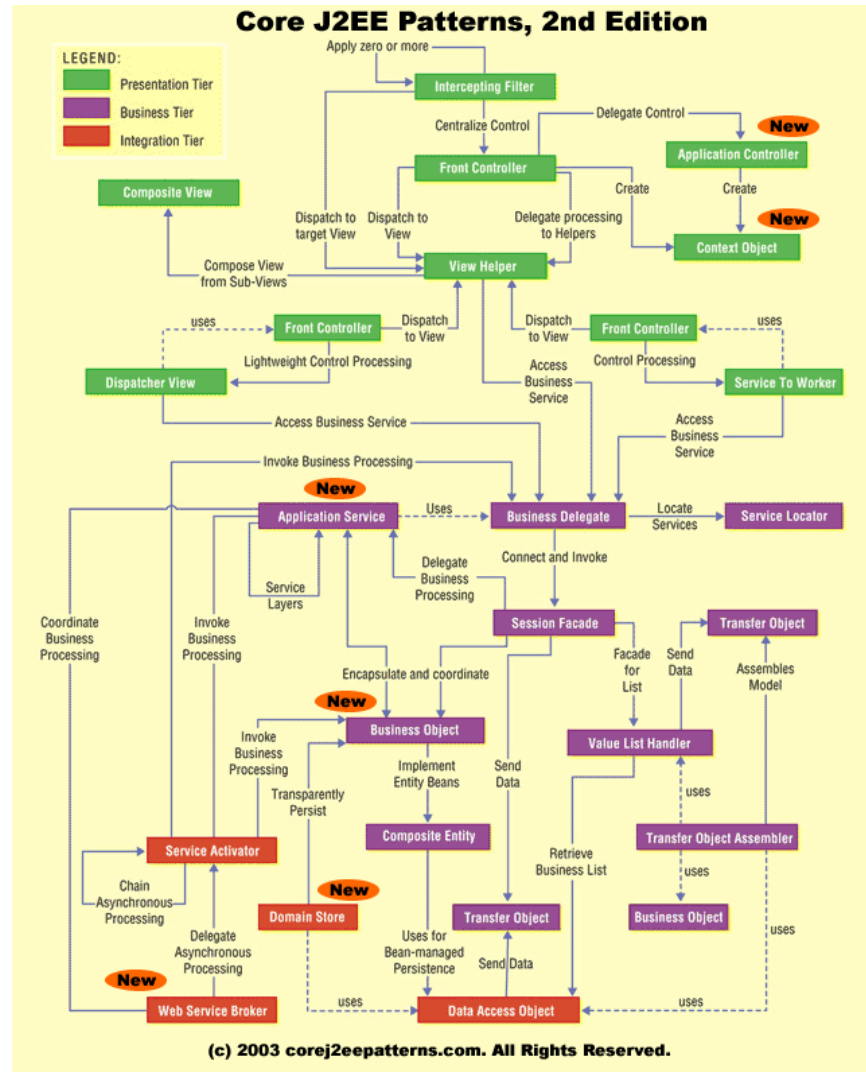 Core J2EE Patterns, 2nd Edition
LEGEND:
Presentation Tier
Business Tier
Integration Tier
Apply zero or more
Intercepting Filter
Centralize Control
Delegate Control
New
Application Controller
Front Controller
Create
Create
Composite View
Dispatch to
target View
Dispatch to
View
Delegate processing
to Helpers
New
Context Object
Compose View
from Sub-Views
View Helper
uses
Front Controller
Dispatch
to View
Dispatch
to View
Front Controller
uses
Lightweight Control Processing
Access
Business
Service
Control Processing
Dispatcher View
Service To Worker
Access Business Service
Access
Business
Service
Invoke Business Processing
New
Application Service
Uses
Business Delegate
Locate
Services
Service Locator
Service
Layers
Delegate
Business
Processing
Connect and Invoke
Coordinate
Business
Processing
Invoke
Business
Processing
Session Facade
Transfer Object
Encapsulate and coordinate
Facade
for
List
Send
Data
Assembles
Model
New
Business Object
Value List Handler
Invoke
Business
Processing
Transparently
Persist
Implement
Entity Beans
Send
Data
uses
Composite Entity
Transfer Object Assembler
Service Activator
Retrieve
Business List
uses
Chain
Asynchronous
Processing
New
Domain Store
Transfer Object
Business Object
Delegate
Asynchronous
Processing
Uses for
Bean-managed
Persistence
Send Data
uses
New
Web Service Broker
uses
Data Access Object
uses
(c) 2003 corej2eepatterns.com. All Rights Reserved.